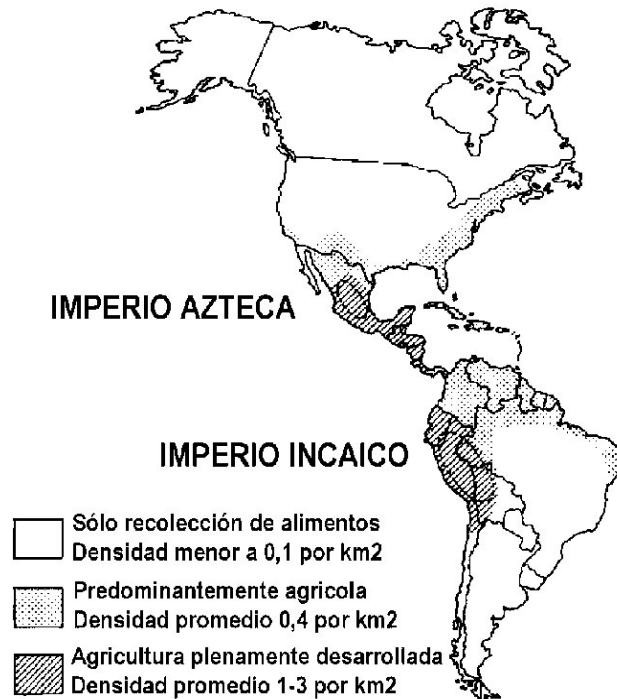 IMPERIO AZTECA
IMPERIO INCAICO
Sólo recolección de alimentos
Densidad menor a 0,1 por km2
Predominantemente agricola
Densidad promedio 0,4 por km2
Agricultura plenamente desarrollada
Densidad promedio 1-3 por km2